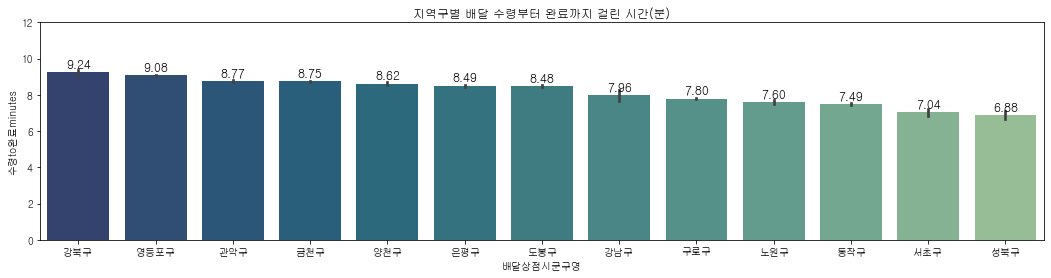 지역구별 배달 수령부터 완료까지 걸린 시간(분)
수령to완료minutes
12
10
8
6
4
2
0
9.24 9.08 8.77 8.75 8.62 8.49 8.48 7.96 7.80 7.60 7.49 7.04 6.88
강북구 영등포구 관악구 금천구 양천구 은평구 도봉구 강남구 구로구 노원구 동작구 서초구 성북구
배달상점시군구명